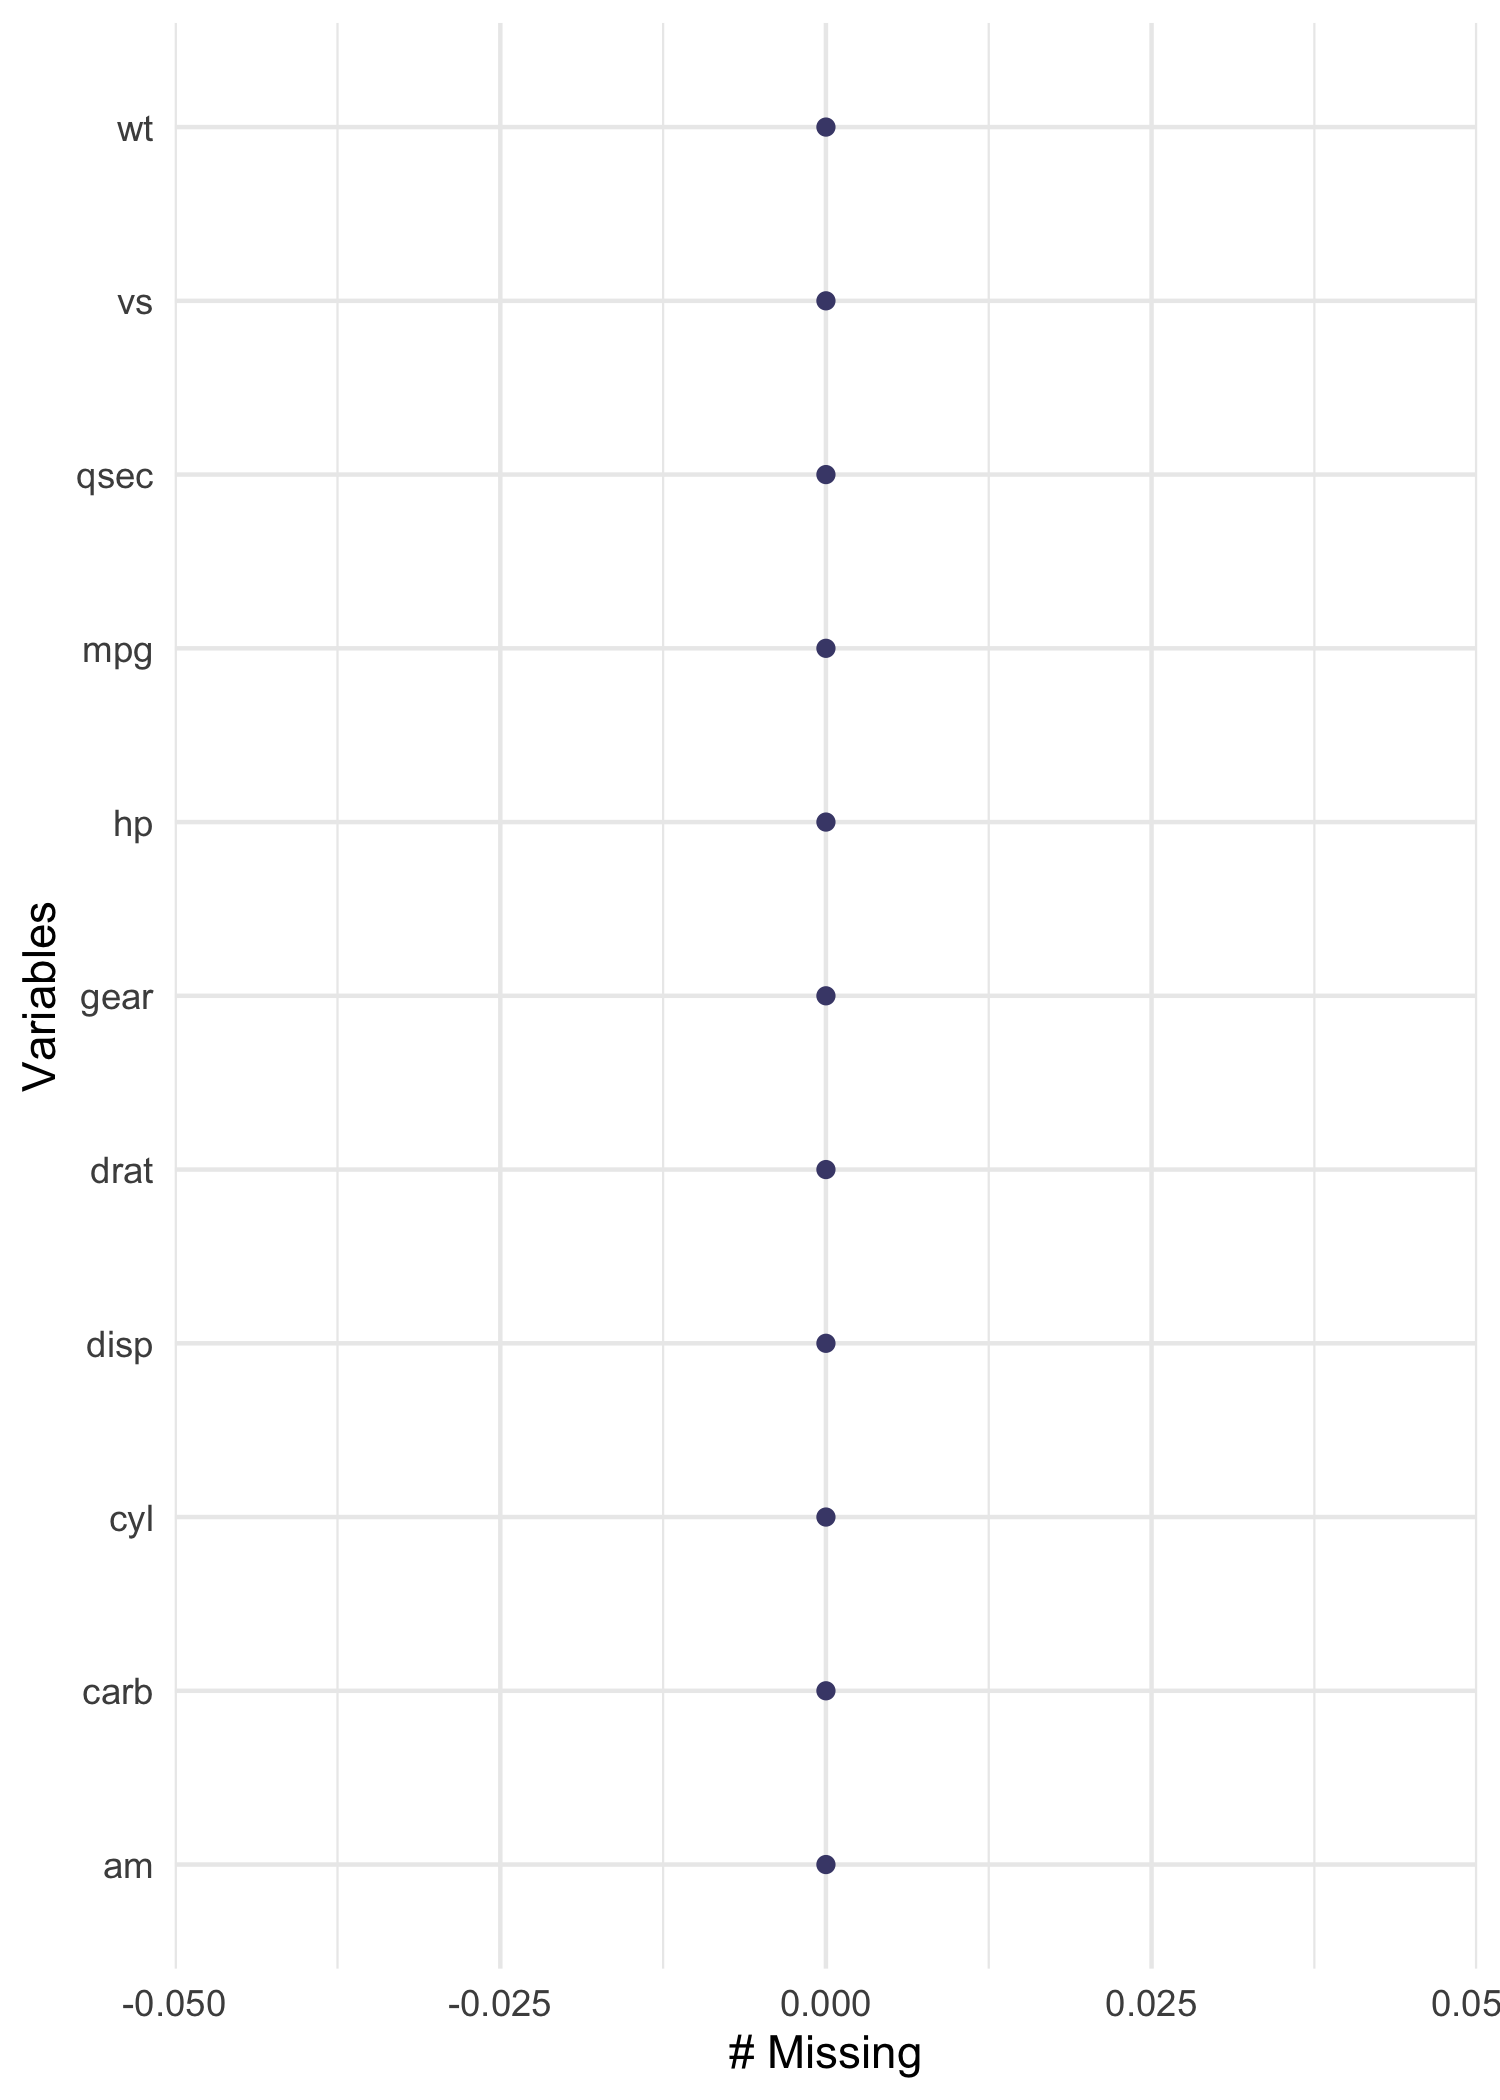 wt
vs
qsec
mpg
hp
gear
drat
disp
cyl
carb
am
Variables
-0.050 -0.025 0.000 0.025 0.05
# Missing